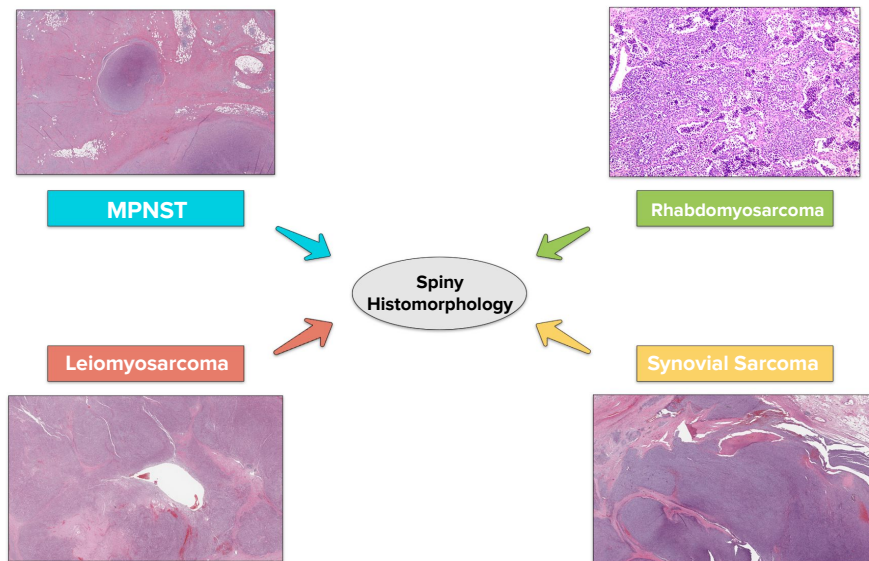 MPNST
Rhabdomyosarcoma
Spiny
Histomorphology
Leiomyosarcoma
Synovial Sarcoma